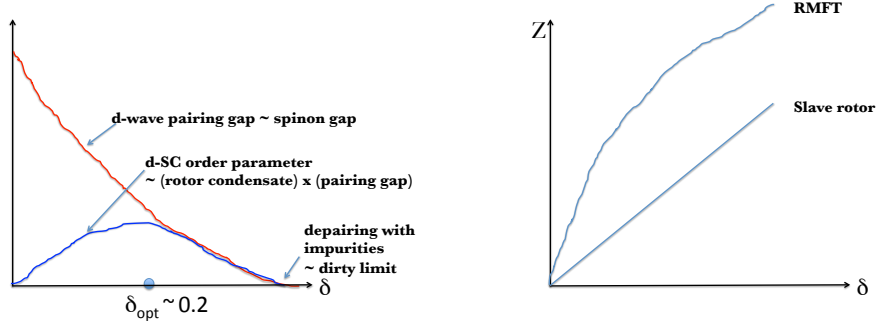 d-wave pairing gap ~ spinon gap
d-SC order parameter
~ (rotor condensate) x (pairing gap)
depairing with
impurities
~ dirty limit
δ
δopt ~ 0.2
Z
RMFT
Slave rotor
δ